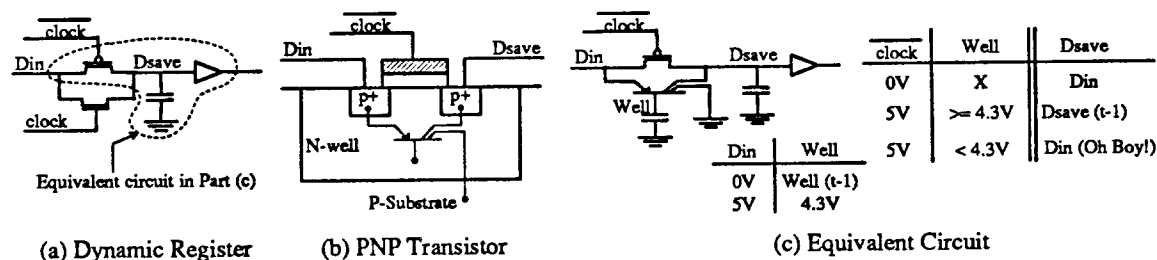 clock
Din
Dsave
clock
Equivalent circuit in Part (c)
(a) Dynamic Register
clock
Din
Dsave
p+
p+
N-well
P-Substrate
(b) PNP Transistor
clock
Din
Dsave
Well
Din Well
0V Well (t-1)
5V 4.3V
clock Well Dsave
0V X Din
5V >= 4.3V Dsave (t-1)
5V < 4.3V Din (Oh Boy!)
(c) Equivalent Circuit